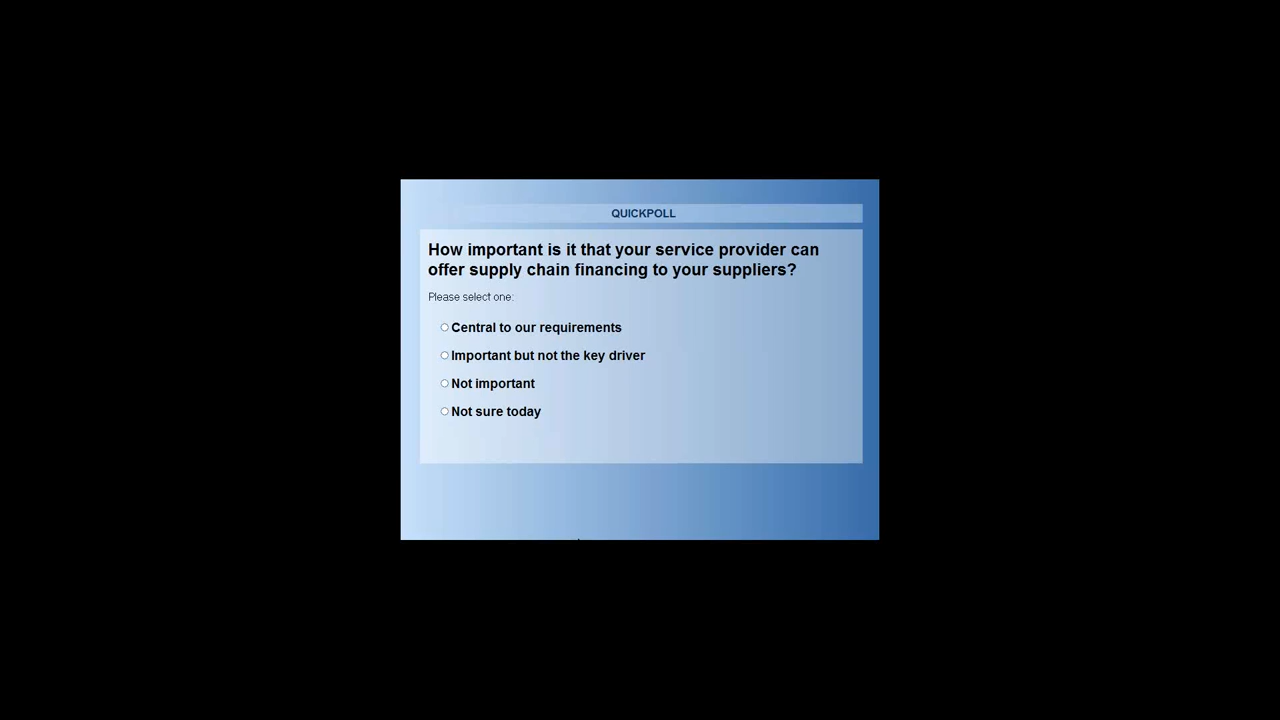 QUICKPOLL
How important is it that your service provider can
offer supply chain financing to your suppliers?
Please select one:
Central to our requirements
Important but not the key driver
Not important
Not sure today